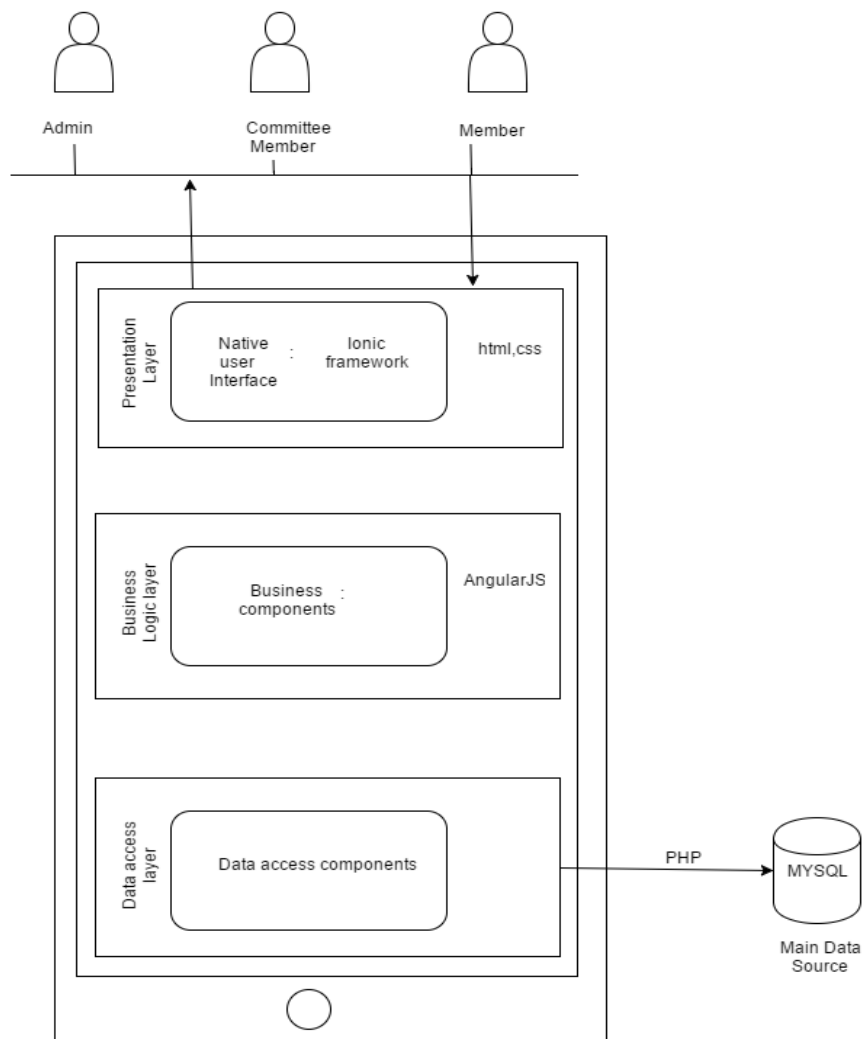 Admin
Committee
Member
Member
Presentation
Layer
Native
user
Interface
:
Ionic
framework
html,css
Business
Logic layer
Business
components
:
AngularJS
Data access
layer
Data access components
PHP
MYSQL
Main Data
Source